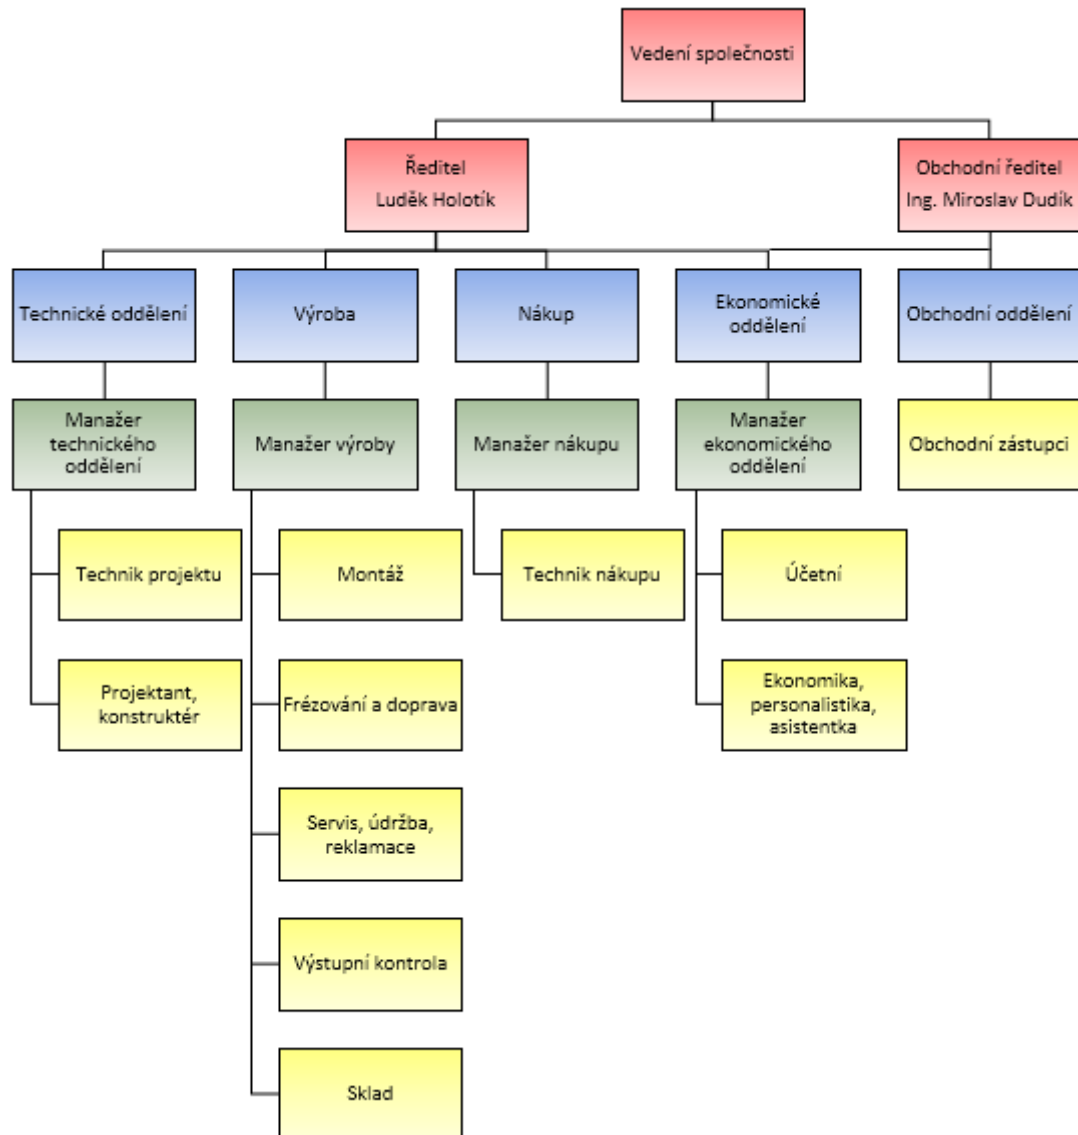 Vedení společnosti
Ředitel
Luděk Holotík
Obchodní ředitel
Ing. Miroslav Dudík
Technické oddělení
Výroba
Nákup
Ekonomické
oddělení
Obchodní oddělení
Manažer
technického
oddělení
Manažer výroby
Manažer nákupu
Manažer
ekonomického
oddělení
Obchodní zástupci
Technik projektu
Montáž
Technik nákupu
Účetní
Projektant,
konstruktér
Frézování a doprava
Ekonomika,
personalistika,
asistentka
Servis, údržba,
reklamace
Výstupní kontrola
Sklad